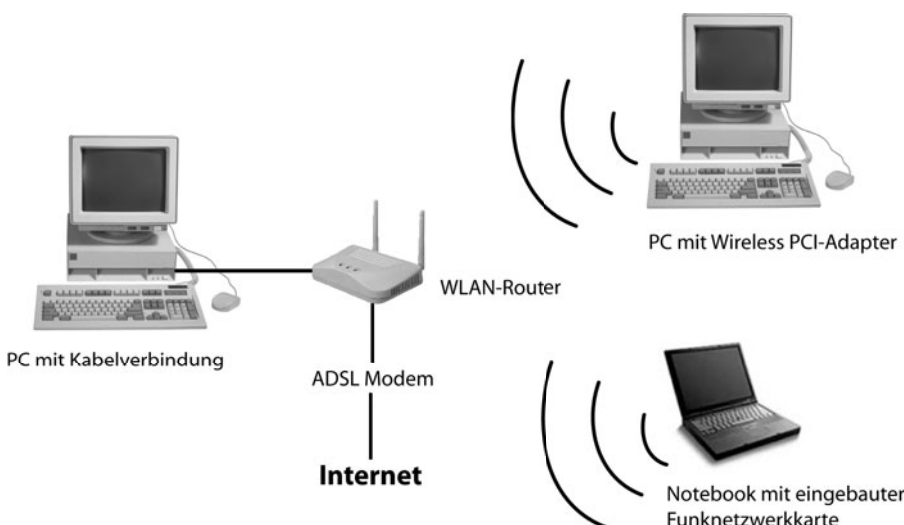 PC mit Wireless PCI-Adapter
WLAN-Router
PC mit Kabelverbindung
ADSL Modem
Internet
Notebook mit eingebauter
Funknetzwerkkarte